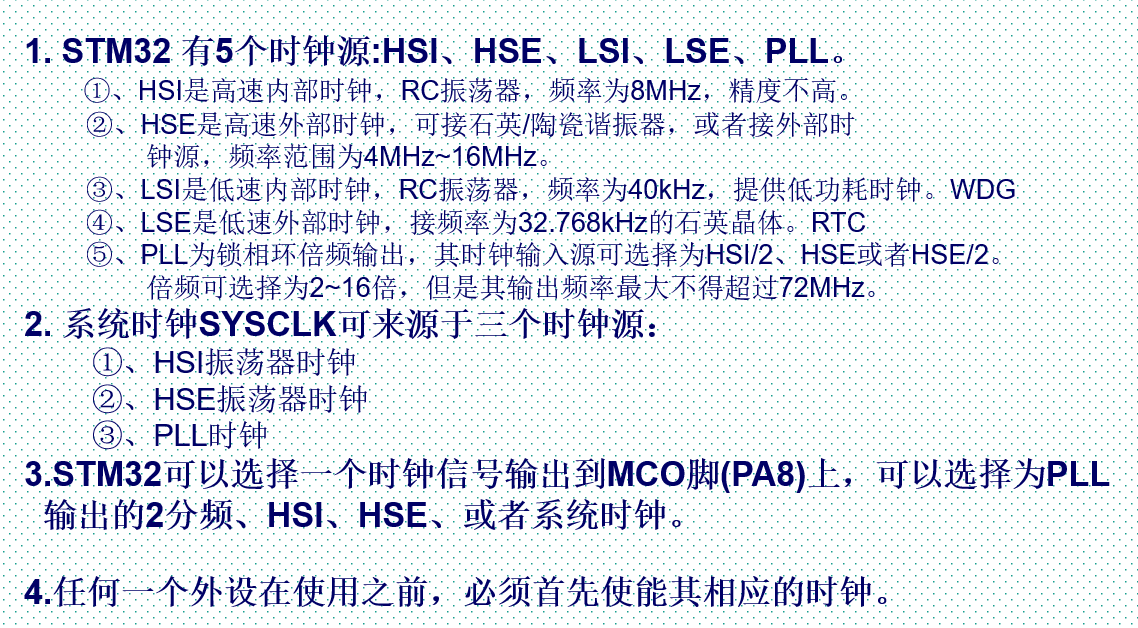 1. STM32 有5个时钟源:HSI、HSE、LSI、LSE、PLL。
①、HSI是高速内部时钟，RC振荡器，频率为8MHz，精度不高。
②、HSE是高速外部时钟，可接石英/陶瓷谐振器，或者接外部时
钟源，频率范围为4MHz~16MHz。
③、LSI是低速内部时钟，RC振荡器，频率为40kHz，提供低功耗时钟。WDG
④、LSE是低速外部时钟，接频率为32.768kHz的石英晶体。RTC
⑤、PLL为锁相环倍频输出，其时钟输入源可选择为HSI/2、HSE或者HSE/2。
倍频可选择为2~16倍，但是其输出频率最大不得超过72MHz。
2. 系统时钟SYSCLK可来源于三个时钟源：
①、HSI振荡器时钟
②、HSE振荡器时钟
③、PLL时钟
3.STM32可以选择一个时钟信号输出到MCO脚(PA8)上，可以选择为PLL
输出的2分频、HSI、HSE、或者系统时钟。
4.任何一个外设在使用之前，必须首先使能其相应的时钟。